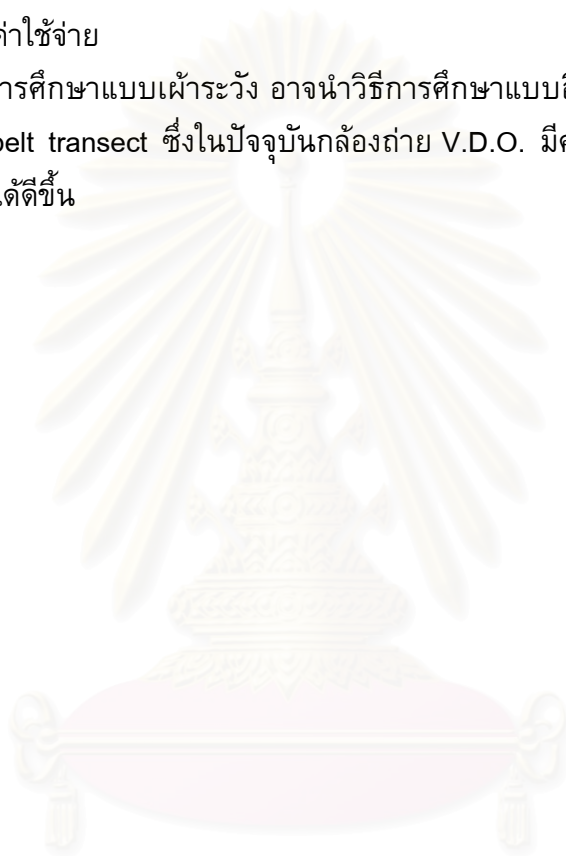 ค่าใช้จ่าย
การศึกษาแบบเฝ้าระวัง อาจนำวิธีการศึกษาแบบ
belt transect ซึ่งในปัจจุบันกล้องถ่าย V.D.O. มี
ได้ดีขึ้น